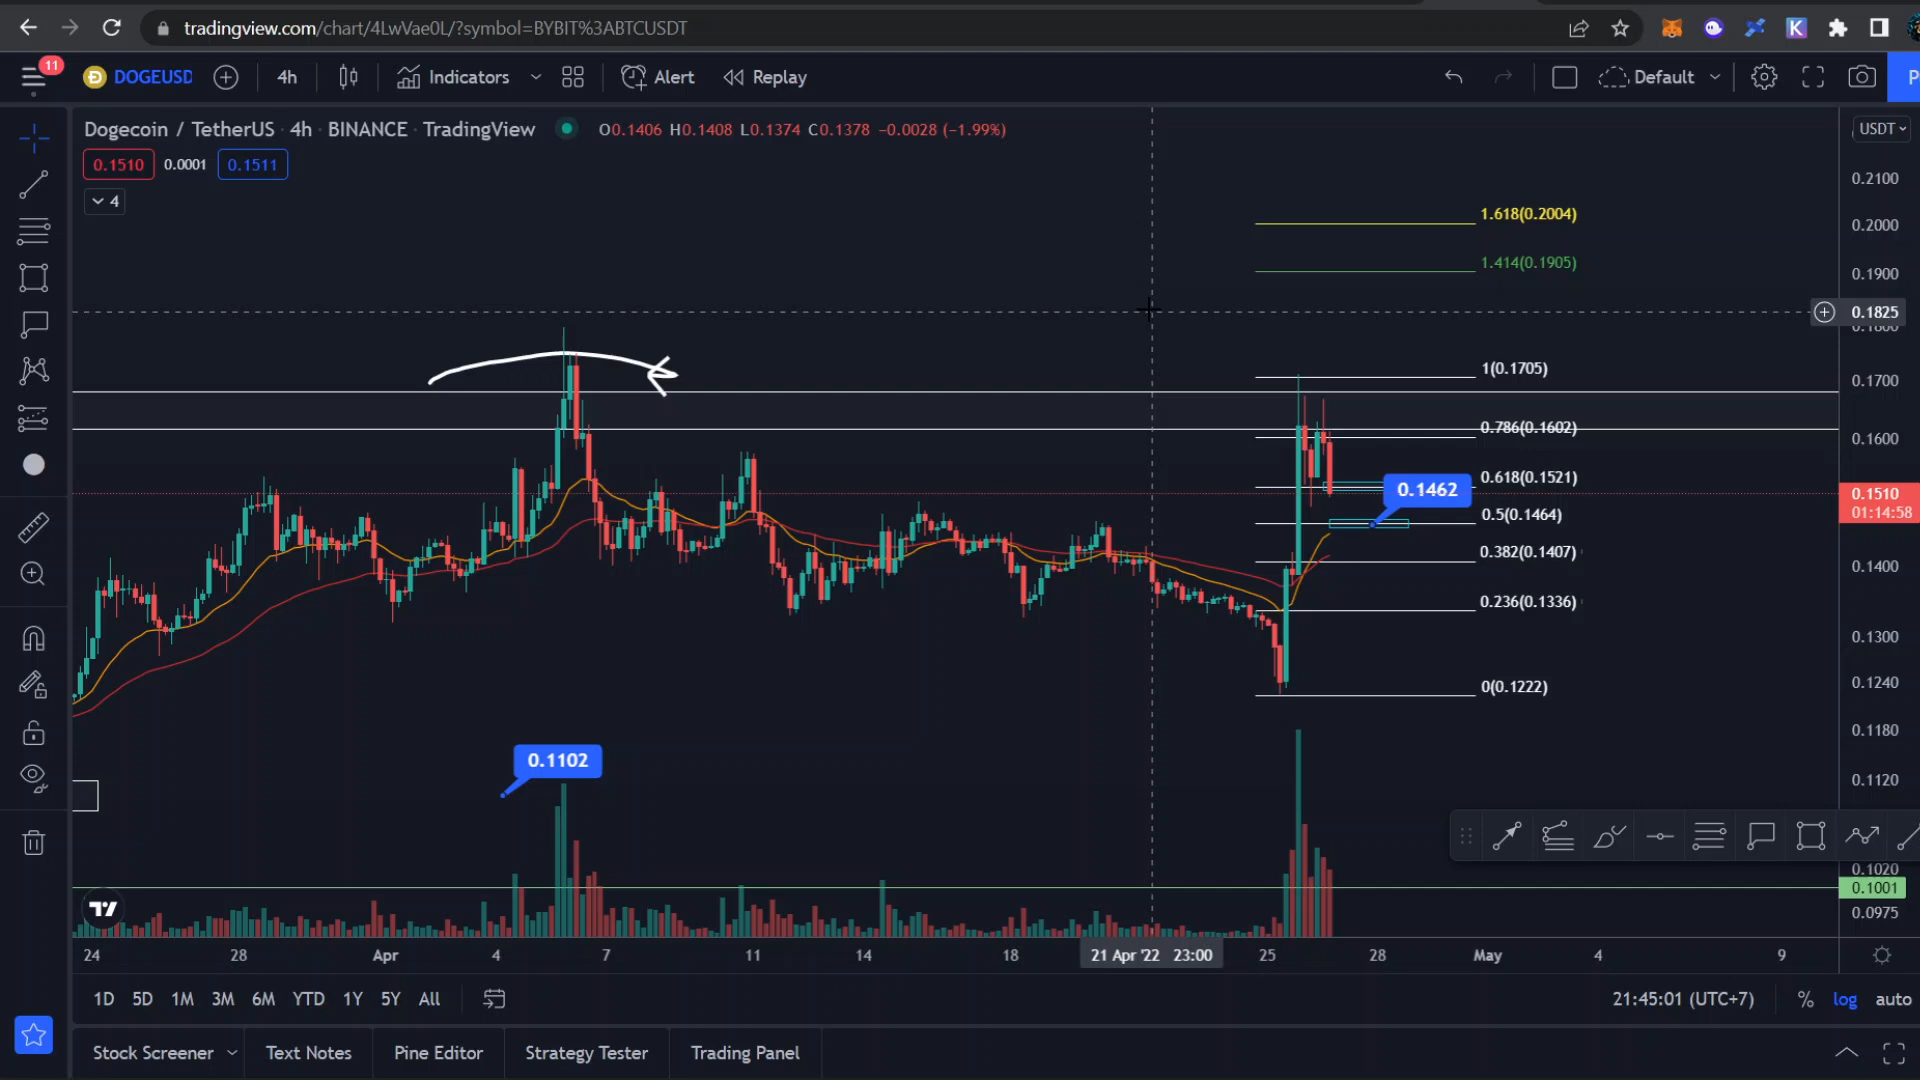 tradingview.com/chart/4LwVae0L/?symbol=BYBIT%3ABTCUSDT
K
11
DOGEUSD
4h
Indicators
Alert
Replay
Default
P
Dogecoin / TetherUS · 4h · BINANCE · TradingView
O0.1406 H0.1408 L0.1374 C0.1378 −0.0028 (−1.99%)
USDT
0.1510
0.0001
0.1511
4
0.2100
0.2000
0.1900
0.1825
0.1800
0.1700
0.1600
0.1510
01:14:58
0.1400
0.1300
0.1240
0.1180
0.1120
0.1020
0.1001
0.0975
1.618(0.2004)
1.414(0.1905)
1(0.1705)
0.786(0.1602)
0.618(0.1521)
0.1462
0.5(0.1464)
0.382(0.1407)
0.236(0.1336)
0(0.1222)
0.1102
24
28
Apr
4
7
11
14
18
21 Apr '22 23:00
25
28
May
4
9
1D
5D
1M
3M
6M
YTD
1Y
5Y
All
21:45:01 (UTC+7)
%
log
auto
Stock Screener
Text Notes
Pine Editor
Strategy Tester
Trading Panel